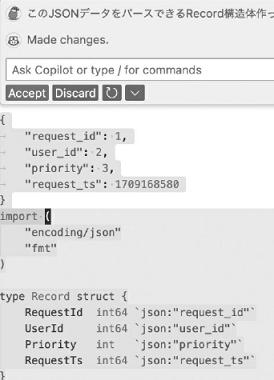 このJSONデータをパースできるRecord構造体作っ
Made changes.
Ask Copilot or type / for commands
Accept Discard
{
"request_id": 1,
"user_id": 2,
"priority": 3,
"request_ts": 1709168580
}
import (
"encoding/json"
"fmt"
)
type Record struct {
RequestId int64 `json:"request_id"`
UserId int64 `json:"user_id"`
Priority int `json:"priority"`
RequestTs int64 `json:"request_ts"`
}